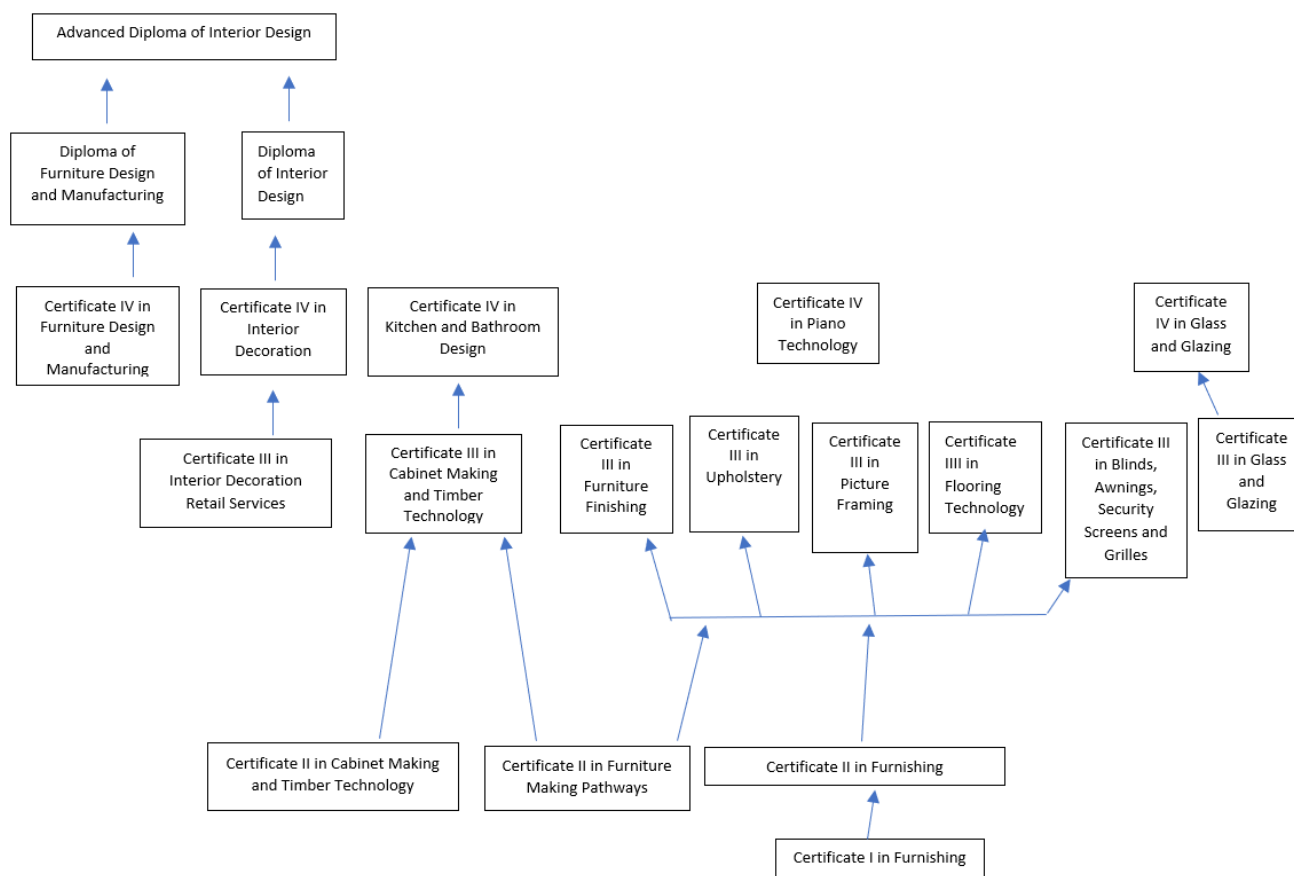 Advanced Diploma of Interior Design
Diploma of
Furniture Design
and Manufacturing
Diploma
of Interior
Design
Certificate IV in
Furniture Design
and
Manufacturing
Certificate IV in
Interior
Decoration
Certificate IV in
Kitchen and Bathroom
Design
Certificate IV
in Piano
Technology
Certificate
IV in Glass
and Glazing
Certificate III in
Interior Decoration
Retail Services
Certificate III in
Cabinet Making
and Timber
Technology
Certificate
III in
Furniture
Finishing
Certificate
III in
Upholstery
Certificate
III in
Picture
Framing
Certificate
IIII in
Flooring
Technology
Certificate III
in Blinds,
Awnings,
Security
Screens and
Grilles
Certificate
III in Glass
and
Glazing
Certificate II in Cabinet Making
and Timber Technology
Certificate II in Furniture
Making Pathways
Certificate II in Furnishing
Certificate I in Furnishing